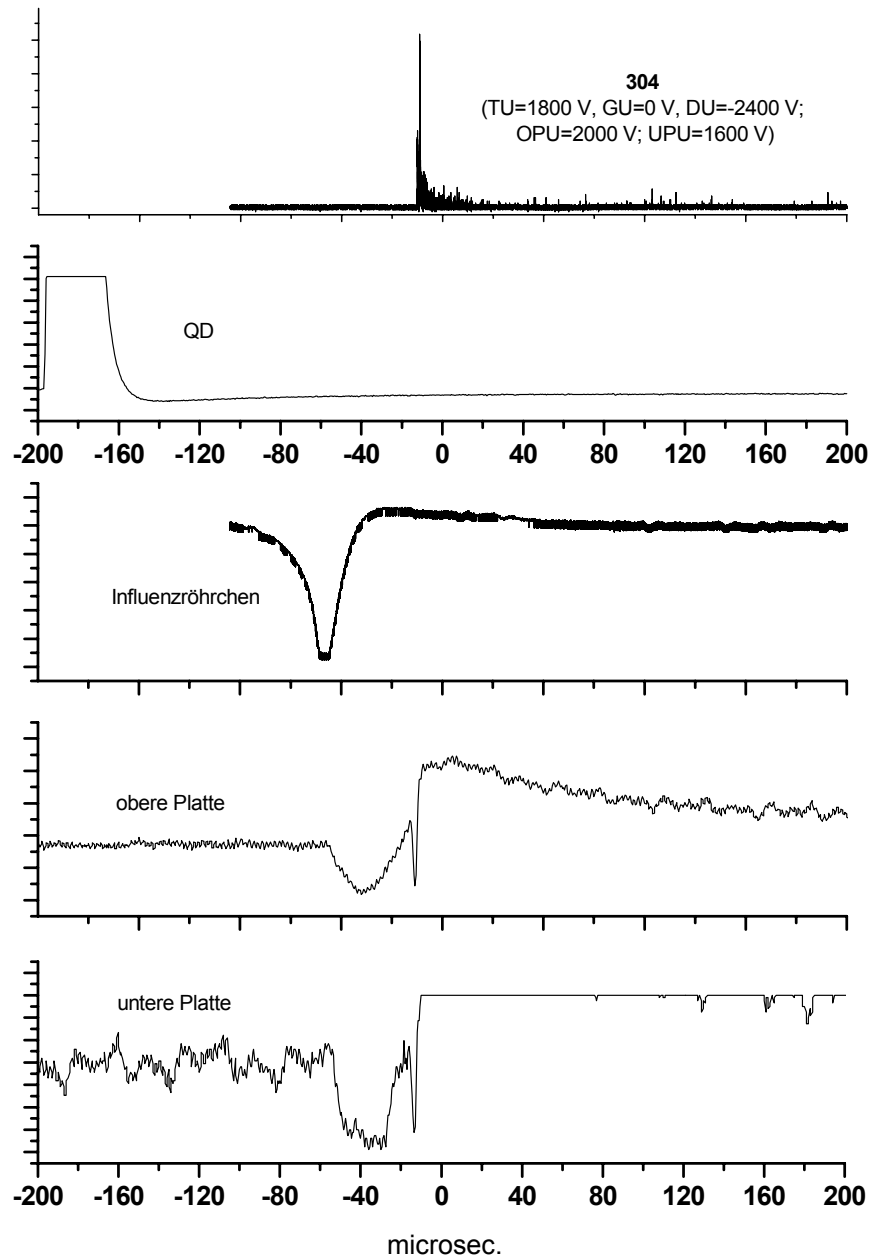 304
(TU=1800 V, GU=0 V, DU=-2400 V;
OPU=2000 V; UPU=1600 V)
QD
-200 -160 -120 -80 -40 0 40 80 120 160 200
Influenzröhrchen
obere Platte
untere Platte
-200 -160 -120 -80 -40 0 40 80 120 160 200
microsec.